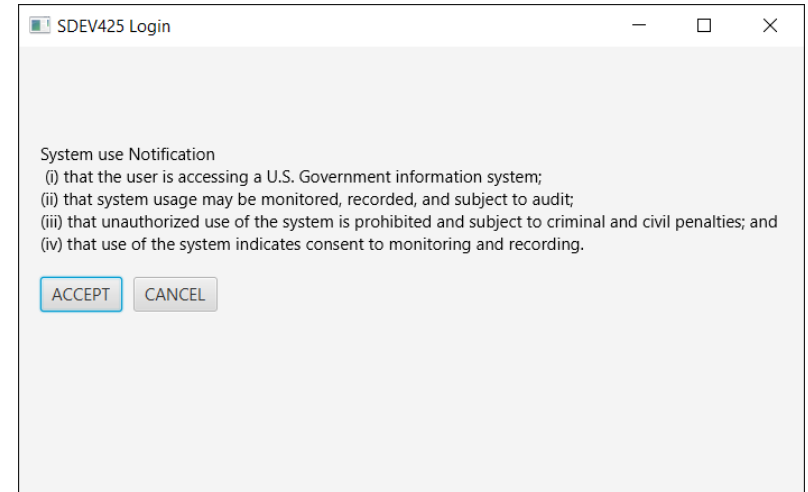 SDEV425 Login
System use Notification
(i) that the user is accessing a U.S. Government information system;
(ii) that system usage may be monitored, recorded, and subject to audit;
(iii) that unauthorized use of the system is prohibited and subject to criminal and civil penalties; and
(iv) that use of the system indicates consent to monitoring and recording.
ACCEPT CANCEL